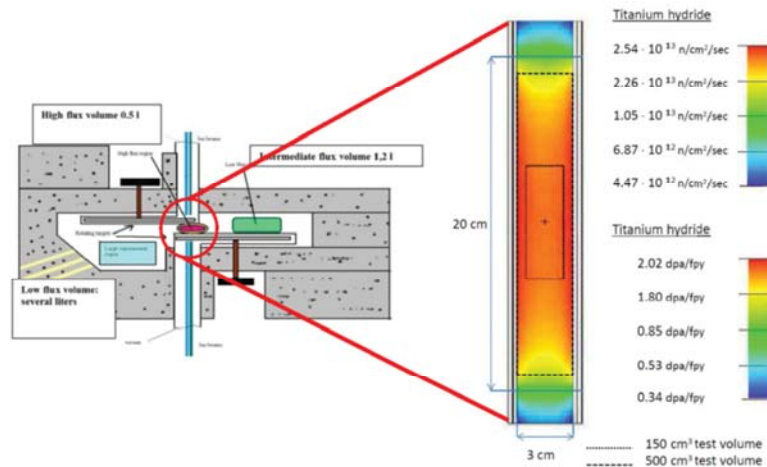 High flux volume 0.5 l
High flux region
Intermediate flux volume 1,2 l
Low flux volume:
several liters
20 cm
3 cm
Titanium hydride
2.54 · 10 13 n/cm2/sec
2.26 · 10 13 n/cm2/sec
1.05 · 10 13 n/cm2/sec
6.87 · 10 12 n/cm2/sec
4.47 · 10 12 n/cm2/sec
Titanium hydride
2.02 dpa/fpy
1.80 dpa/fpy
0.85 dpa/fpy
0.53 dpa/fpy
0.34 dpa/fpy
150 cm3 test volume
500 cm3 test volume